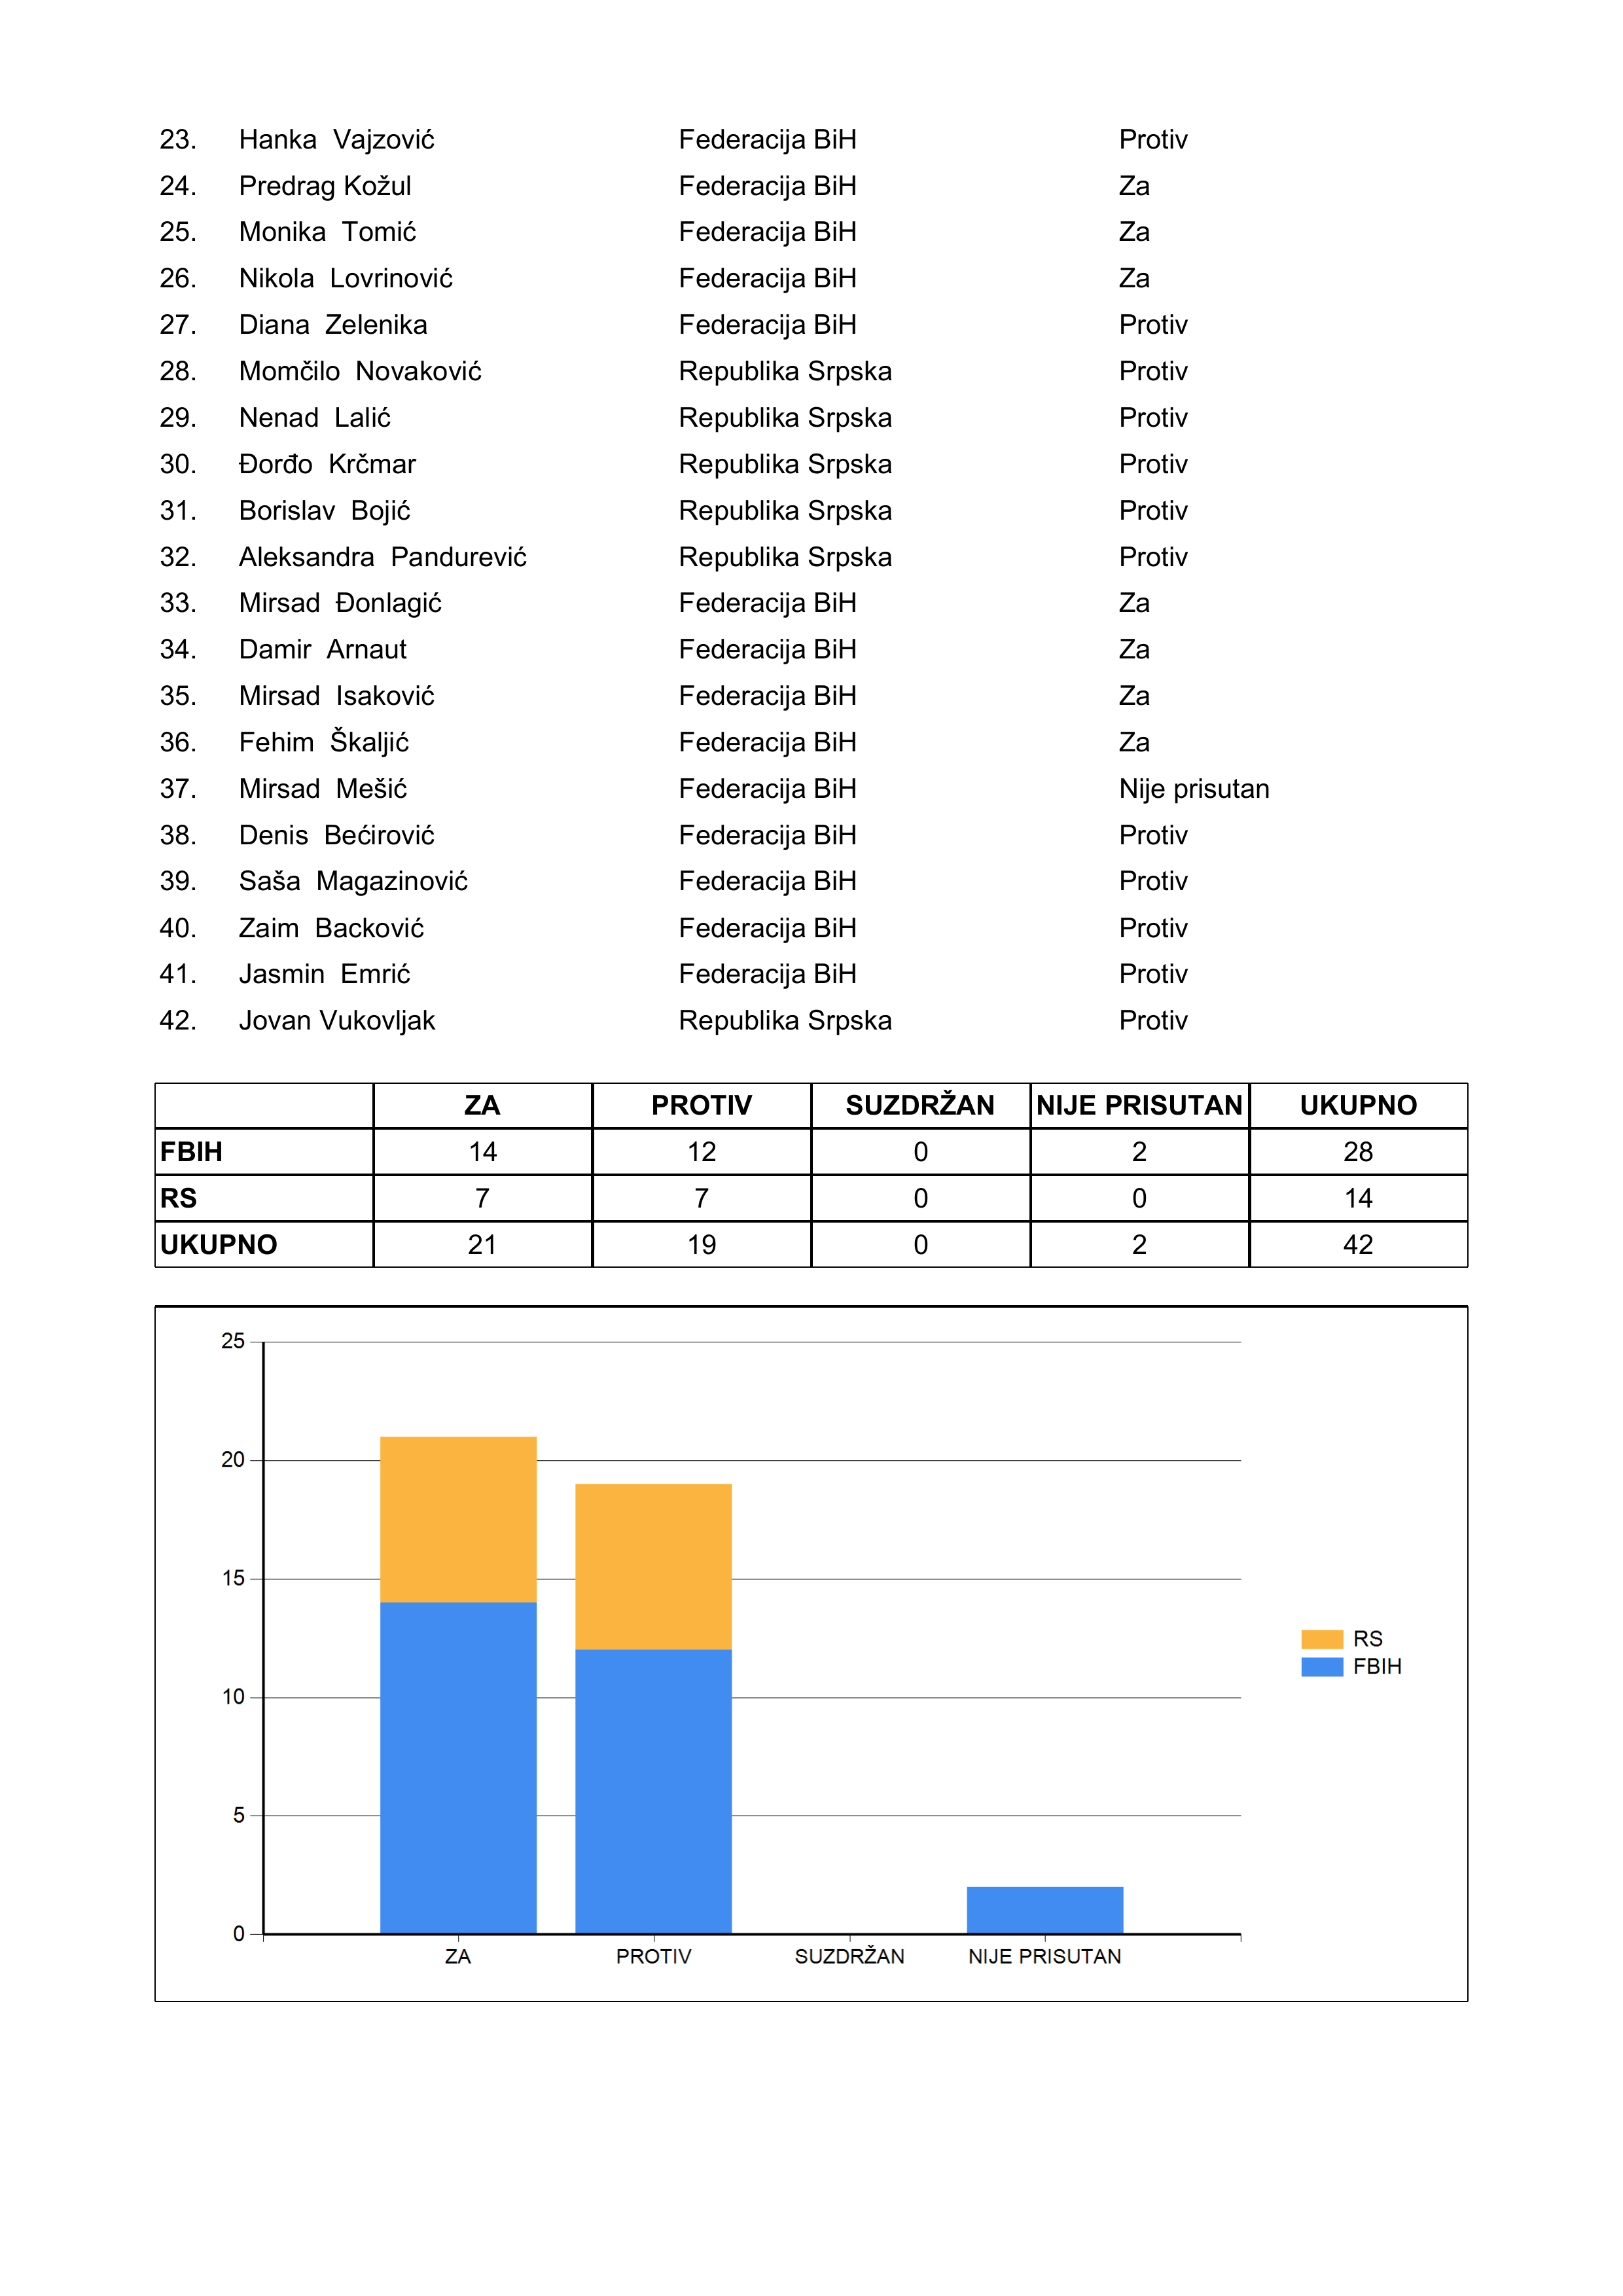 23. Hanka Vajzović Federacija BiH Protiv
24. Predrag Kožul Federacija BiH Za
25. Monika Tomić Federacija BiH Za
26. Nikola Lovrinović Federacija BiH Za
27. Diana Zelenika Federacija BiH Protiv
28. Momčilo Novaković Republika Srpska Protiv
29. Nenad Lalić Republika Srpska Protiv
30. Đorđo Krčmar Republika Srpska Protiv
31. Borislav Bojić Republika Srpska Protiv
32. Aleksandra Pandurević Republika Srpska Protiv
33. Mirsad Đonlagić Federacija BiH Za
34. Damir Arnaut Federacija BiH Za
35. Mirsad Isaković Federacija BiH Za
36. Fehim Škaljić Federacija BiH Za
37. Mirsad Mešić Federacija BiH Nije prisutan
38. Denis Bećirović Federacija BiH Protiv
39. Saša Magazinović Federacija BiH Protiv
40. Zaim Backović Federacija BiH Protiv
41. Jasmin Emrić Federacija BiH Protiv
42. Jovan Vukovljak Republika Srpska Protiv
ZA PROTIV SUZDRŽAN NIJE PRISUTAN UKUPNO
FBIH 14 12 0 2 28
RS 7 7 0 0 14
UKUPNO 21 19 0 2 42
25
20
15
10
5
0
ZA PROTIV SUZDRŽAN NIJE PRISUTAN
RS
FBIH